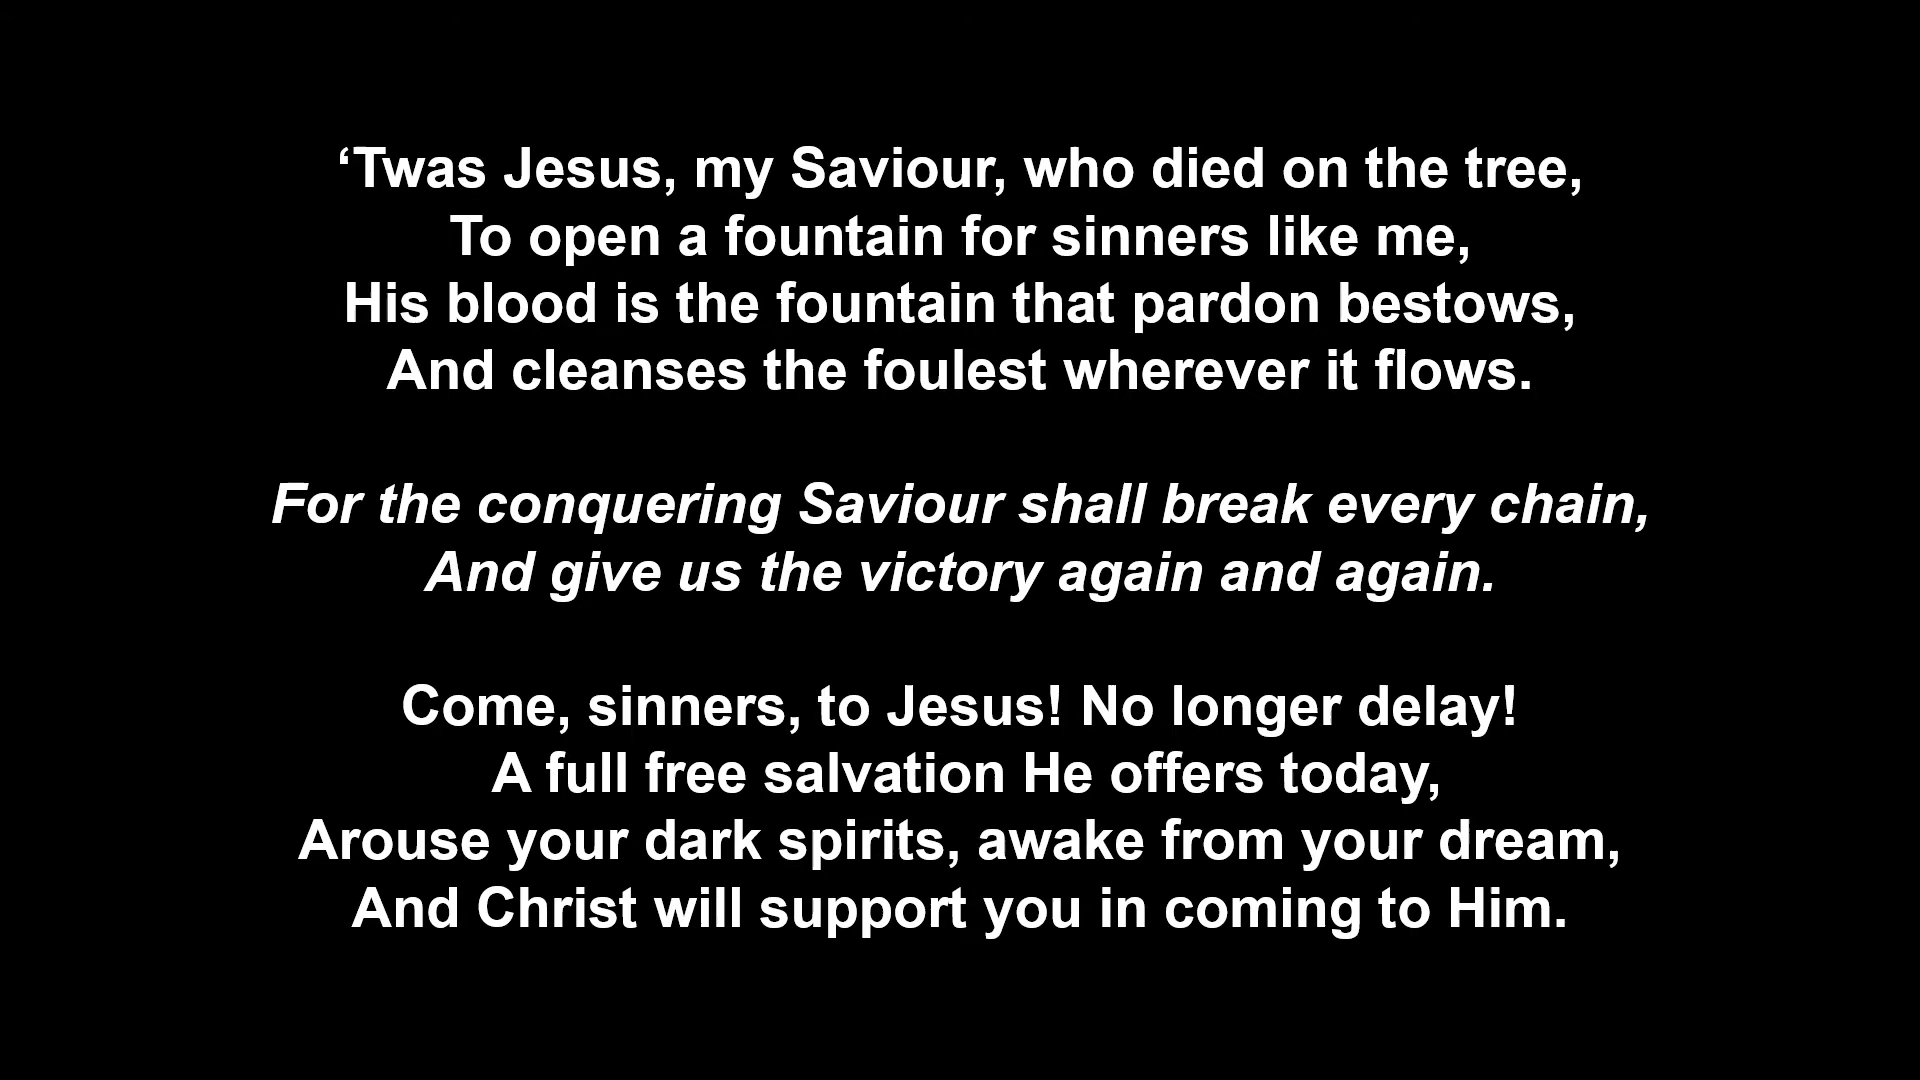 ‘Twas Jesus, my Saviour, who died on the tree,
To open a fountain for sinners like me,
His blood is the fountain that pardon bestows,
And cleanses the foulest wherever it flows.
For the conquering Saviour shall break every chain,
And give us the victory again and again.
Come, sinners, to Jesus! No longer delay!
A full free salvation He offers today,
Arouse your dark spirits, awake from your dream,
And Christ will support you in coming to Him.